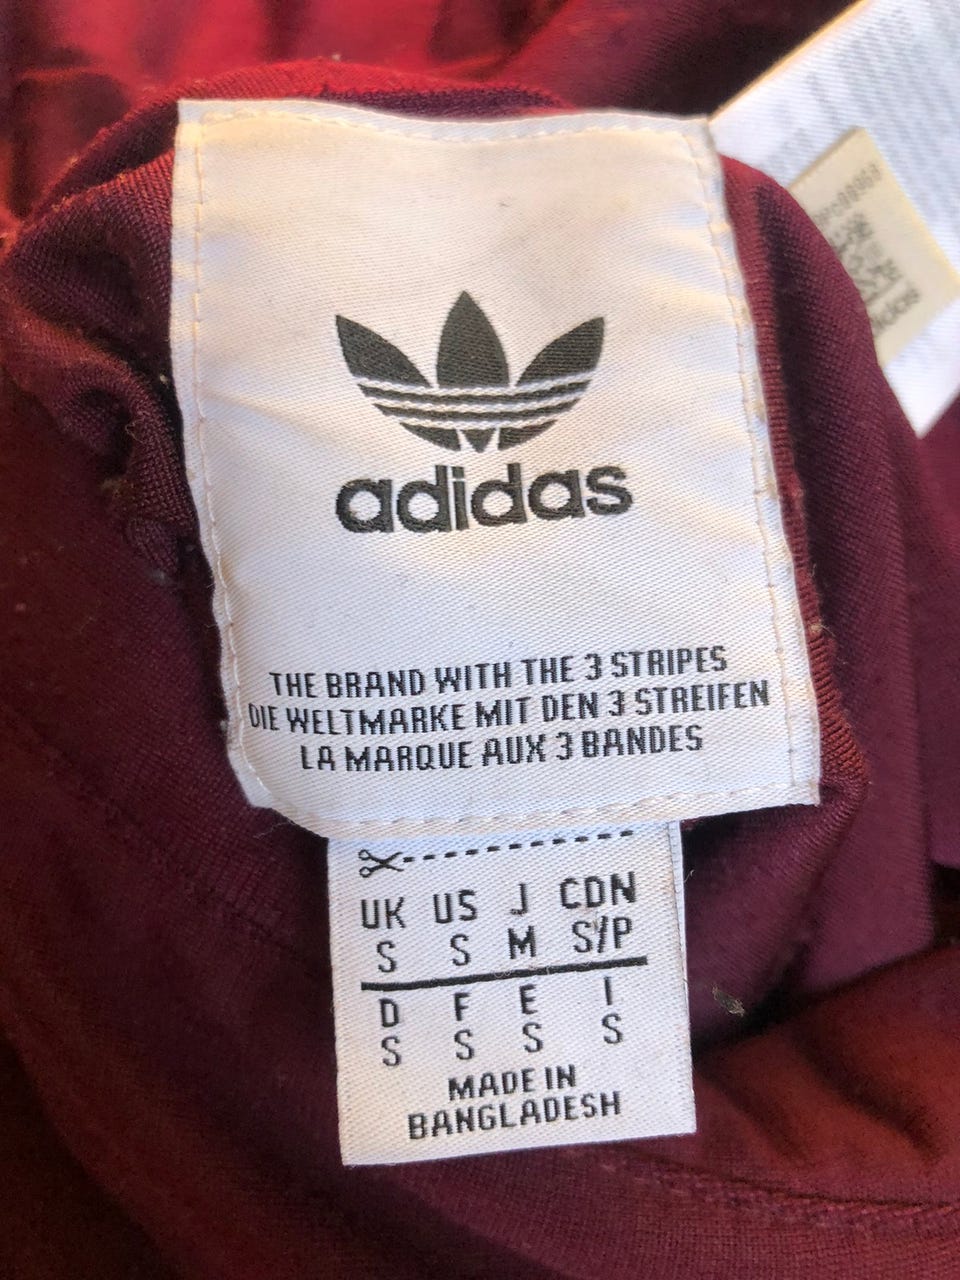 adidas
THE BRAND WITH THE 3 STRIPES
DIE WELTMARKE MIT DEN 3 STREIFEN
LA MARQUE AUX 3 BANDES
UK US J CDN
S S M S/P
D F E I
S S S S
MADE IN
BANGLADESH